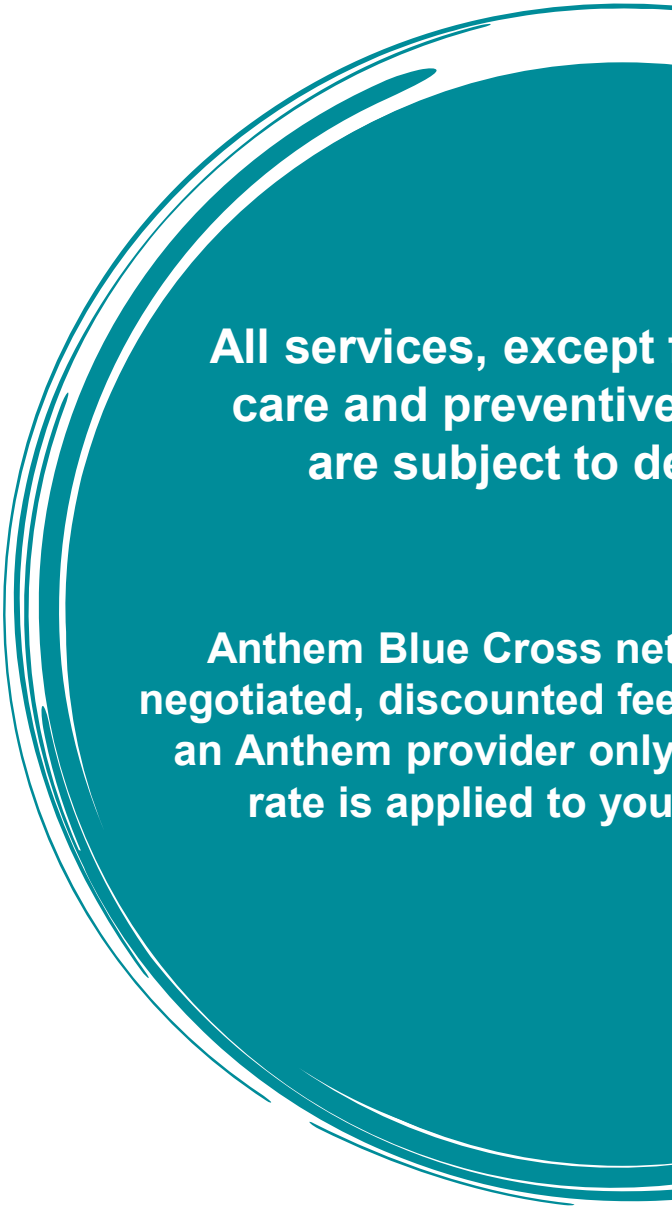 All services, except
care and preventive
are subject to de
Anthem Blue Cross net
negotiated, discounted fee
an Anthem provider only
rate is applied to you